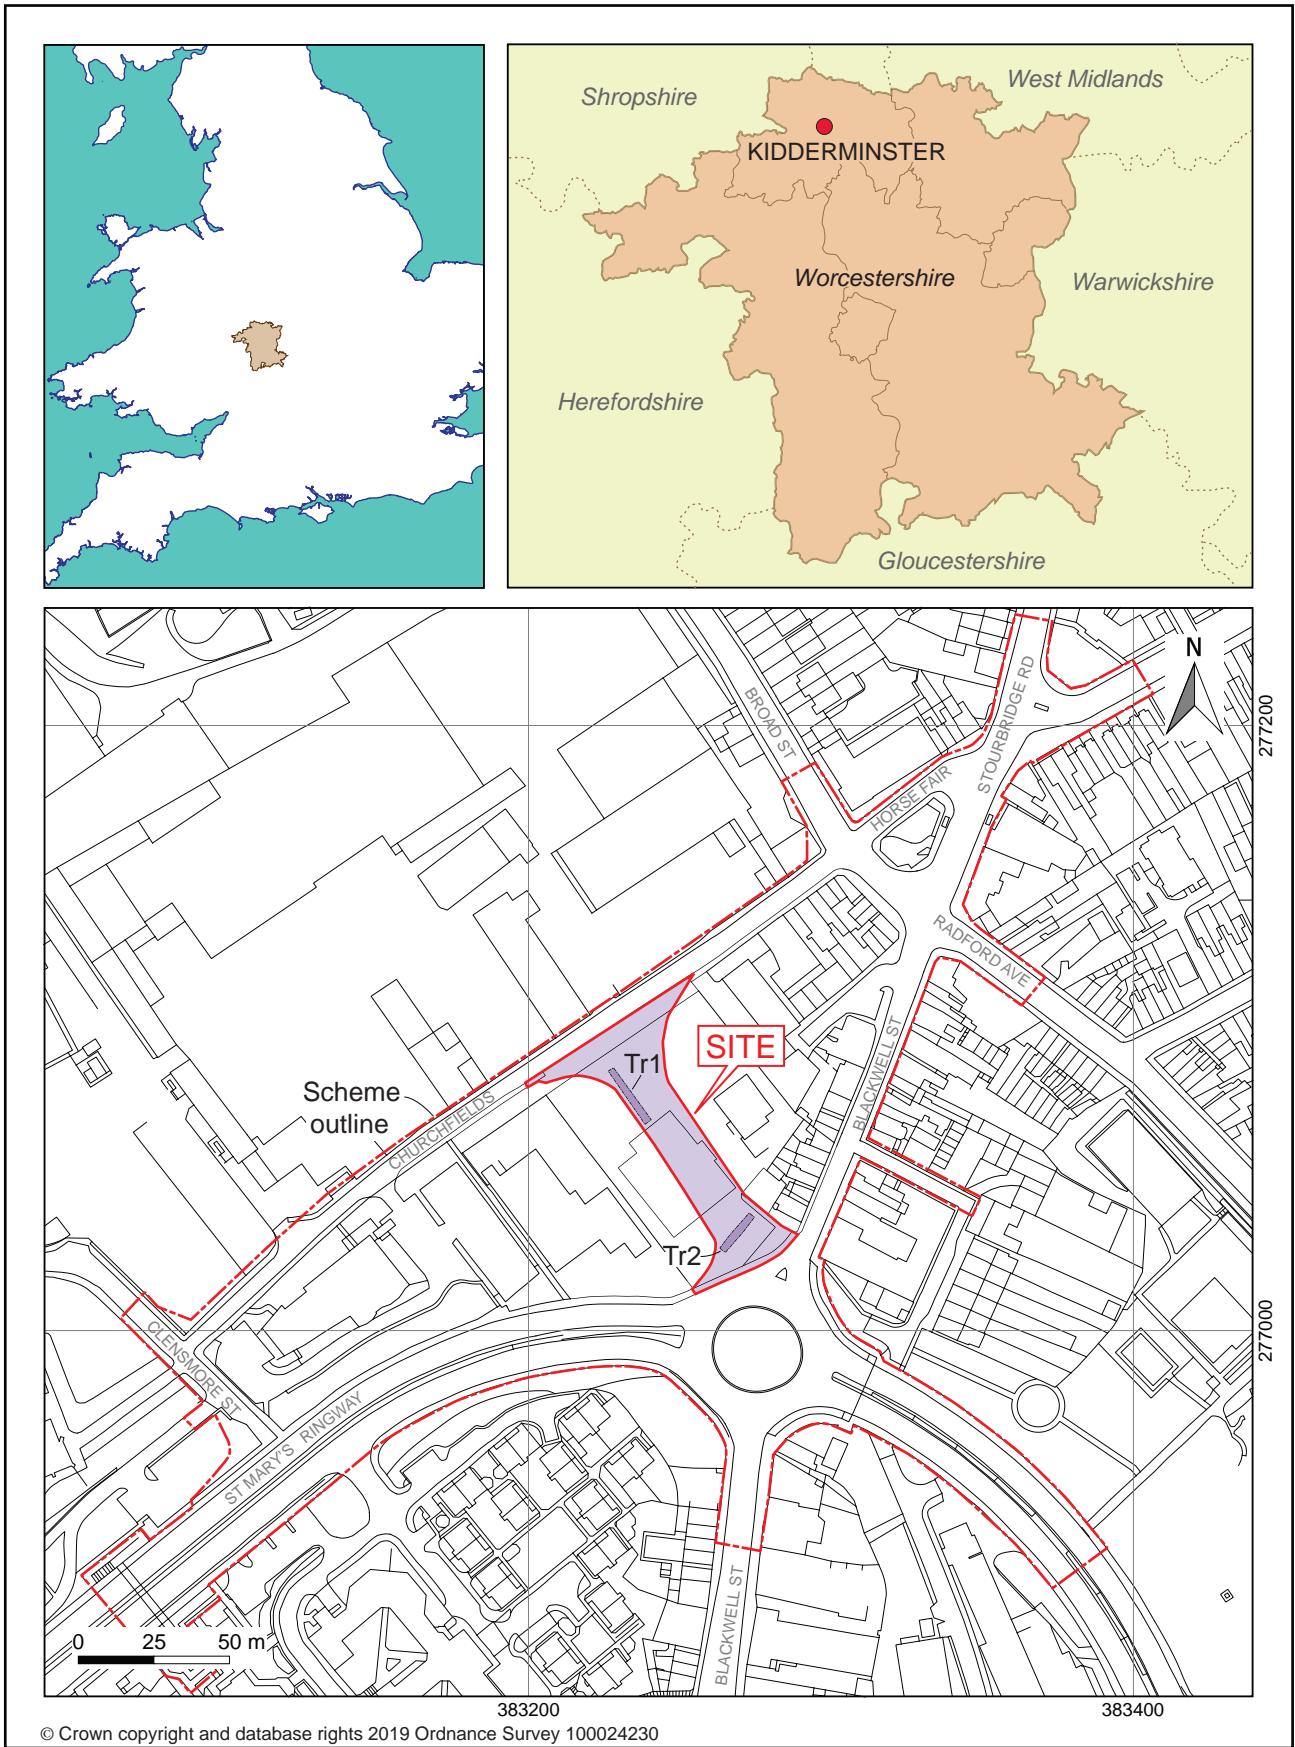 Shropshire
West Midlands
KIDDERMINSTER
Worcestershire
Warwickshire
Herefordshire
Gloucestershire
N
BROAD ST
STOURBRIDGE RD
277200
HORSE FAIR
RADFORD AVE
SITE
Tr1
BLACKWELL ST
Scheme
outline
CHURCHFIELDS
Tr2
277000
CLENSMORE ST
ST MARY'S RINGWAY
BLACKWELL ST
0 25 50 m
383200
383400
© Crown copyright and database rights 2019 Ordnance Survey 100024230